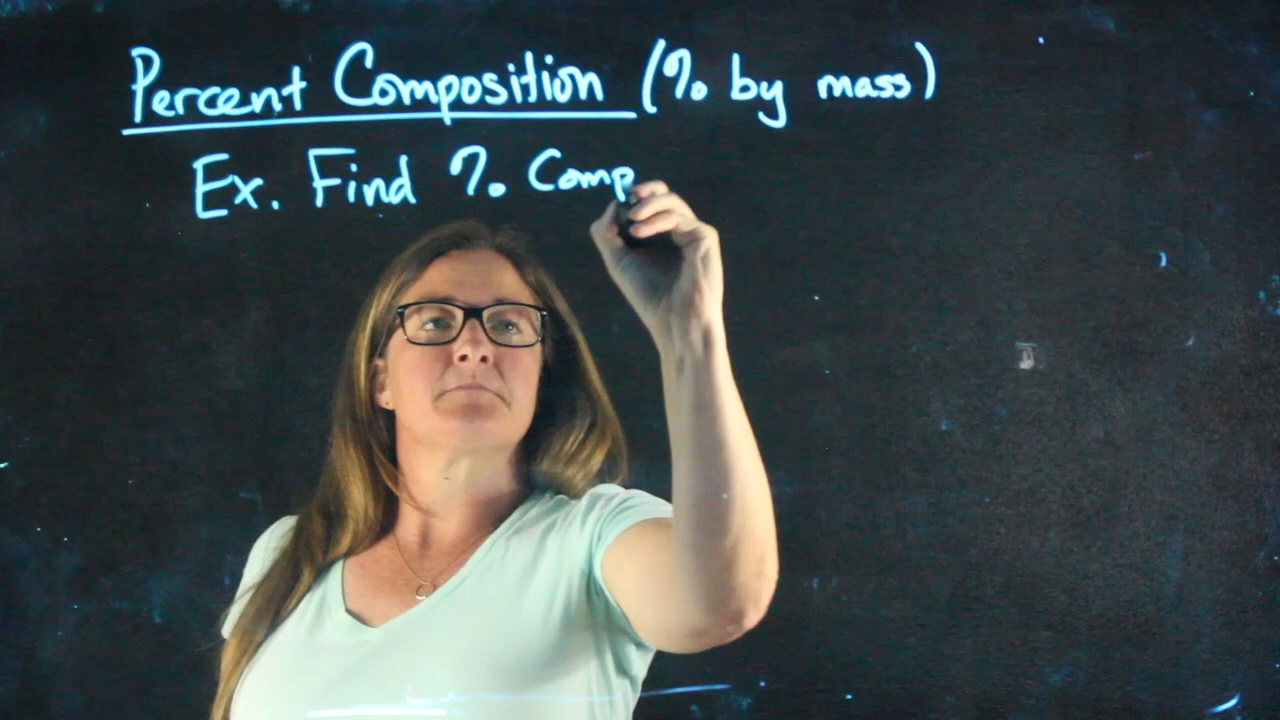 Percent Composition (% by mass)
Ex. Find % Comp